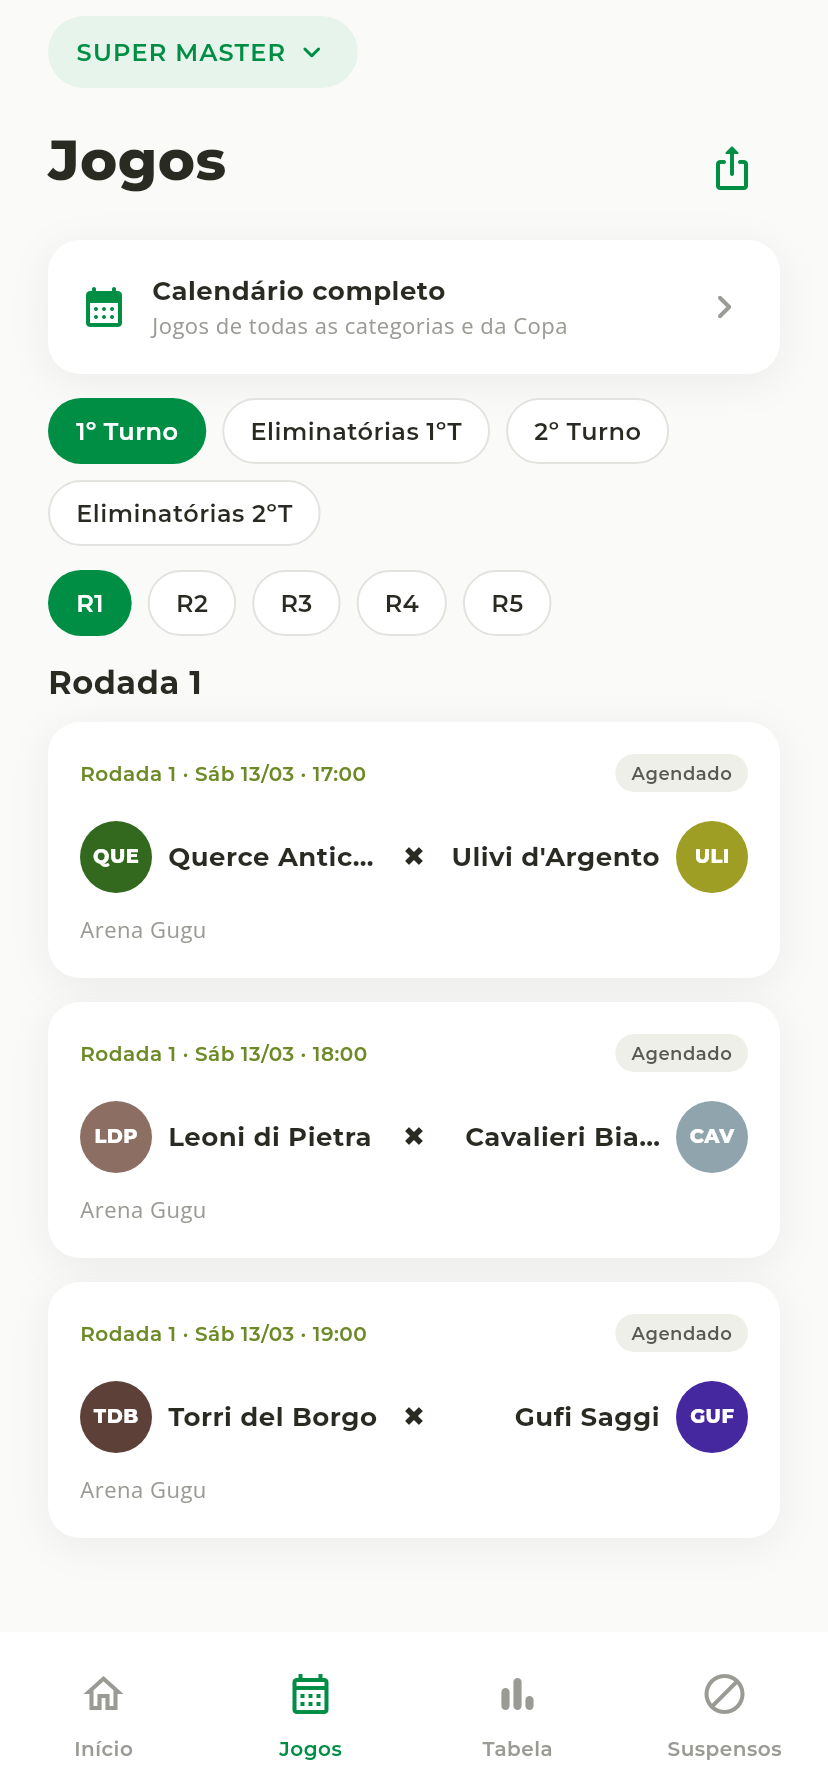 SUPER MASTER
Jogos
Calendário completo
Jogos de todas as categorias e da Copa
1º Turno
Eliminatórias 1ºT
2º Turno
Eliminatórias 2ºT
R1
R2
R3
R4
R5
Rodada 1
Rodada 1 · Sáb 13/03 · 17:00
Agendado
QUE
Querce Antic...
✖
Ulivi d'Argento
ULI
Arena Gugu
Rodada 1 · Sáb 13/03 · 18:00
Agendado
LDP
Leoni di Pietra
✖
Cavalieri Bia...
CAV
Arena Gugu
Rodada 1 · Sáb 13/03 · 19:00
Agendado
TDB
Torri del Borgo
✖
Gufi Saggi
GUF
Arena Gugu
Início
Jogos
Tabela
Suspensos